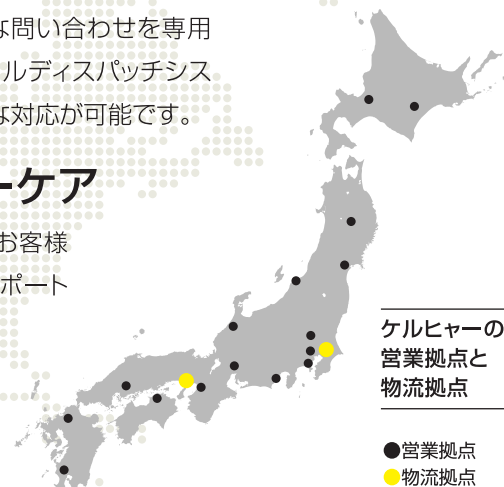 な問い合わせを専用
ルディスパッチシス
な対応が可能です。
ーケア
お客様
ポート
ケルヒャーの
営業拠点と
物流拠点
●営業拠点
●物流拠点